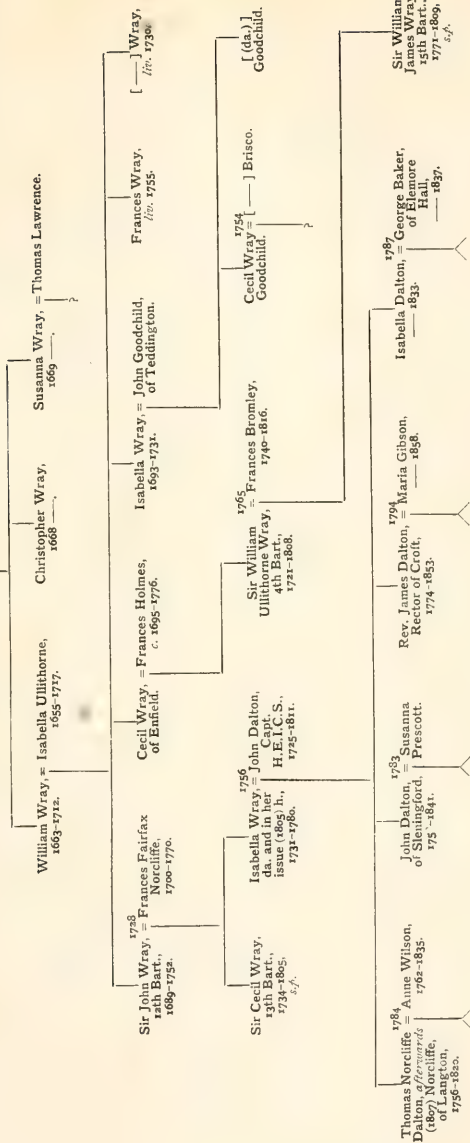 William Wray, = Isabella Ullithorne,
1663-1712. 1655-1717.
Christopher Wray,
1668 ——.
Susanna Wray, = Thomas Lawrence.
1669 ——.
?
1728
Sir John Wray, = Frances Fairfax
12th Bart., Norcliffe,
1689-1752. 1700-1770.
Cecil Wray, = Frances Holmes,
of Enfield. c. 1695-1776.
Isabella Wray, = John Goodchild,
1693-1731. of Teddington.
Frances Wray,
liv. 1755.
[ —— ] Wray,
liv. 1730.
Sir Cecil Wray,
13th Bart.,
1734-1805,
s.p.
1756
Isabella Wray, = John Dalton,
da. and in her Capt.
issue (1805) h., H.E.I.C.S.,
1731-1780. 1725-1811.
1765
Sir William = Frances Bromley,
Ullithorne Wray, 1740-1816.
4th Bart.,
1721-1808.
1754
Cecil Wray = [ —— ] Brisco.
Goodchild.
?
[ (da.) ]
Goodchild.
1784
Thomas Norcliffe = Anne Wilson,
Dalton, afterwards 1762-1835.
(1807) Norcliffe,
of Langton,
1756-1820.
1783
John Dalton, = Susanna
of Sleningford. Prescott.
175 -1841.
1794
Rev. James Dalton, = Maria Gibson,
Rector of Croft, —— 1858.
1774-1853.
1787
Isabella Dalton, = George Baker,
—— 1833. of Elemore
Hall,
—— 1837.
Sir William
James Wray
15th Bart.,
1771-1809,
s.p.